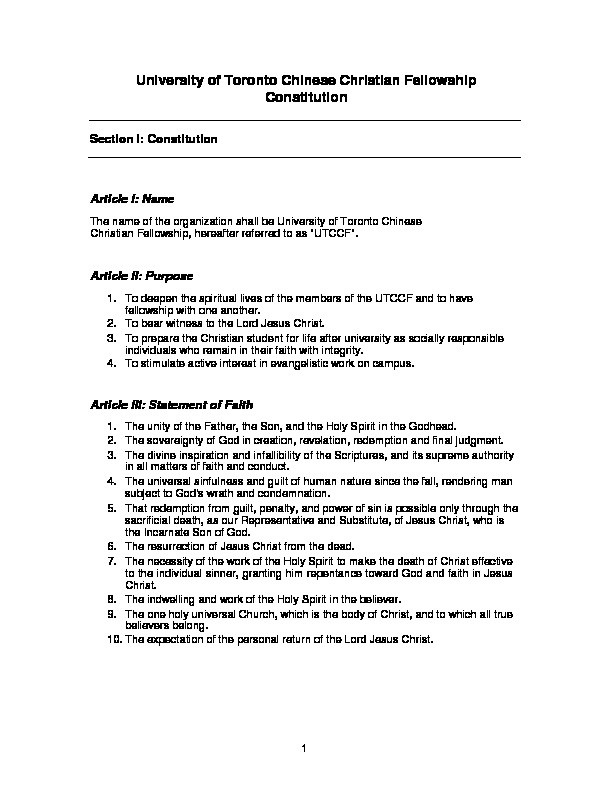 University of Toronto Chinese Christian Fellowship
Constitution
Section I: Constitution
Article I: Name
The name of the organization shall be University of Toronto Chinese
Christian Fellowship, hereafter referred to as "UTCCF".
Article II: Purpose
1. To deepen the spiritual lives of the members of the UTCCF and to have
fellowship with one another.
2. To bear witness to the Lord Jesus Christ.
3. To prepare the Christian student for life after university as socially responsible
individuals who remain in their faith with integrity.
4. To stimulate active interest in evangelistic work on campus.
Article III: Statement of Faith
1. The unity of the Father, the Son, and the Holy Spirit in the Godhead.
2. The sovereignty of God in creation, revelation, redemption and final judgment.
3. The divine inspiration and infallibility of the Scriptures, and its supreme authority
in all matters of faith and conduct.
4. The universal sinfulness and guilt of human nature since the fall, rendering man
subject to God's wrath and condemnation.
5. That redemption from guilt, penalty, and power of sin is possible only through the
sacrificial death, as our Representative and Substitute, of Jesus Christ, who is
the Incarnate Son of God.
6. The resurrection of Jesus Christ from the dead.
7. The necessity of the work of the Holy Spirit to make the death of Christ effective
to the individual sinner, granting him repentance toward God and faith in Jesus
Christ.
8. The indwelling and work of the Holy Spirit in the believer.
9. The one holy universal Church, which is the body of Christ, and to which all true
believers belong.
10. The expectation of the personal return of the Lord Jesus Christ.
1